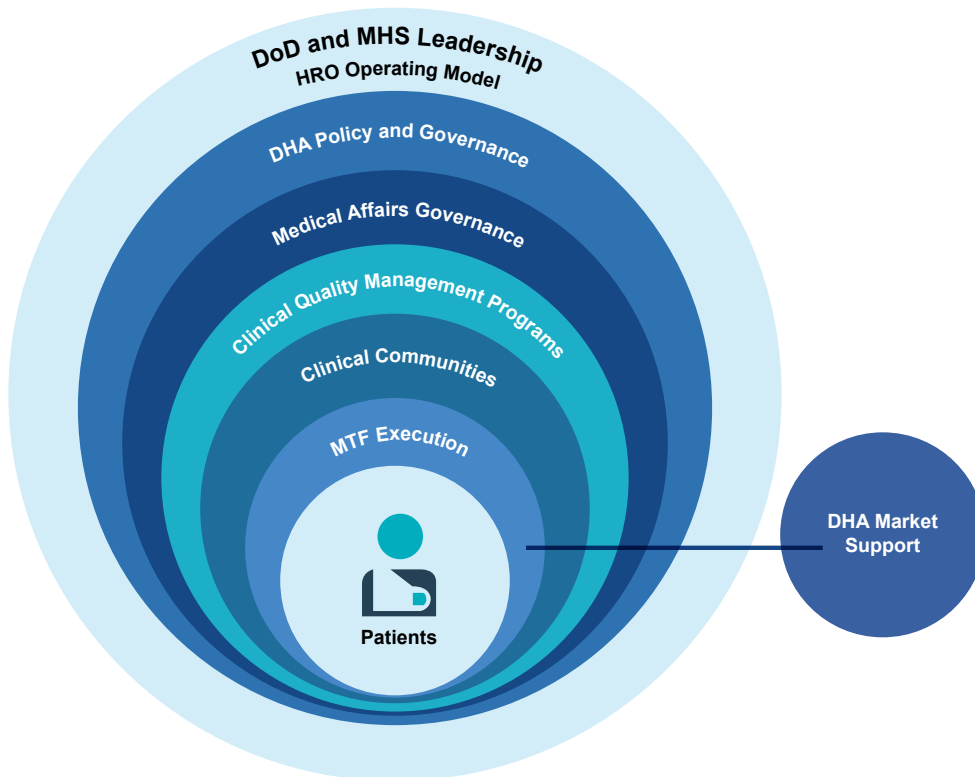 DoD and MHS Leadership
HRO Operating Model
DHA Policy and Governance
Medical Affairs Governance
Clinical Quality Management Programs
Clinical Communities
MTF Execution
Patients
DHA Market
Support